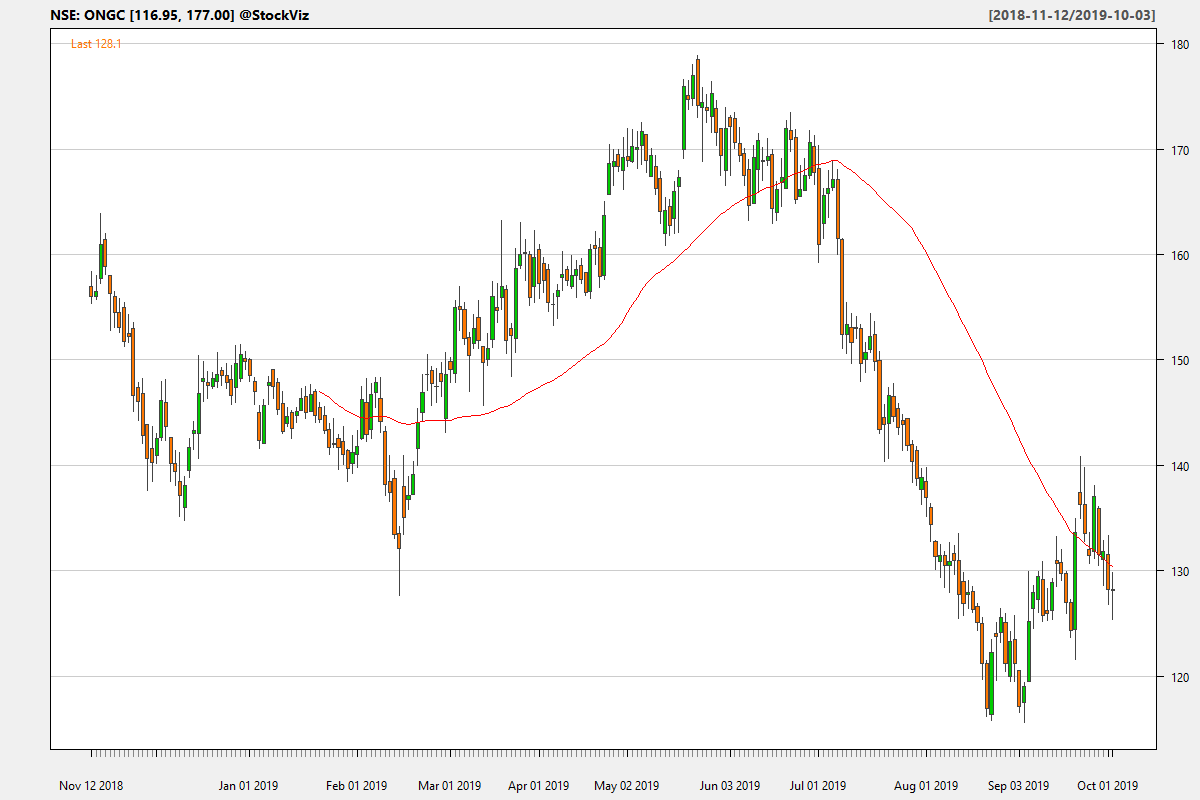 NSE: ONGC [116.95, 177.00] @StockViz [2018-11-12/2019-10-03]
Last 128.1
180
170
160
150
140
130
120
Nov 12 2018 Jan 01 2019 Feb 01 2019 Mar 01 2019 Apr 01 2019 May 02 2019 Jun 03 2019 Jul 01 2019 Aug 01 2019 Sep 03 2019 Oct 01 2019